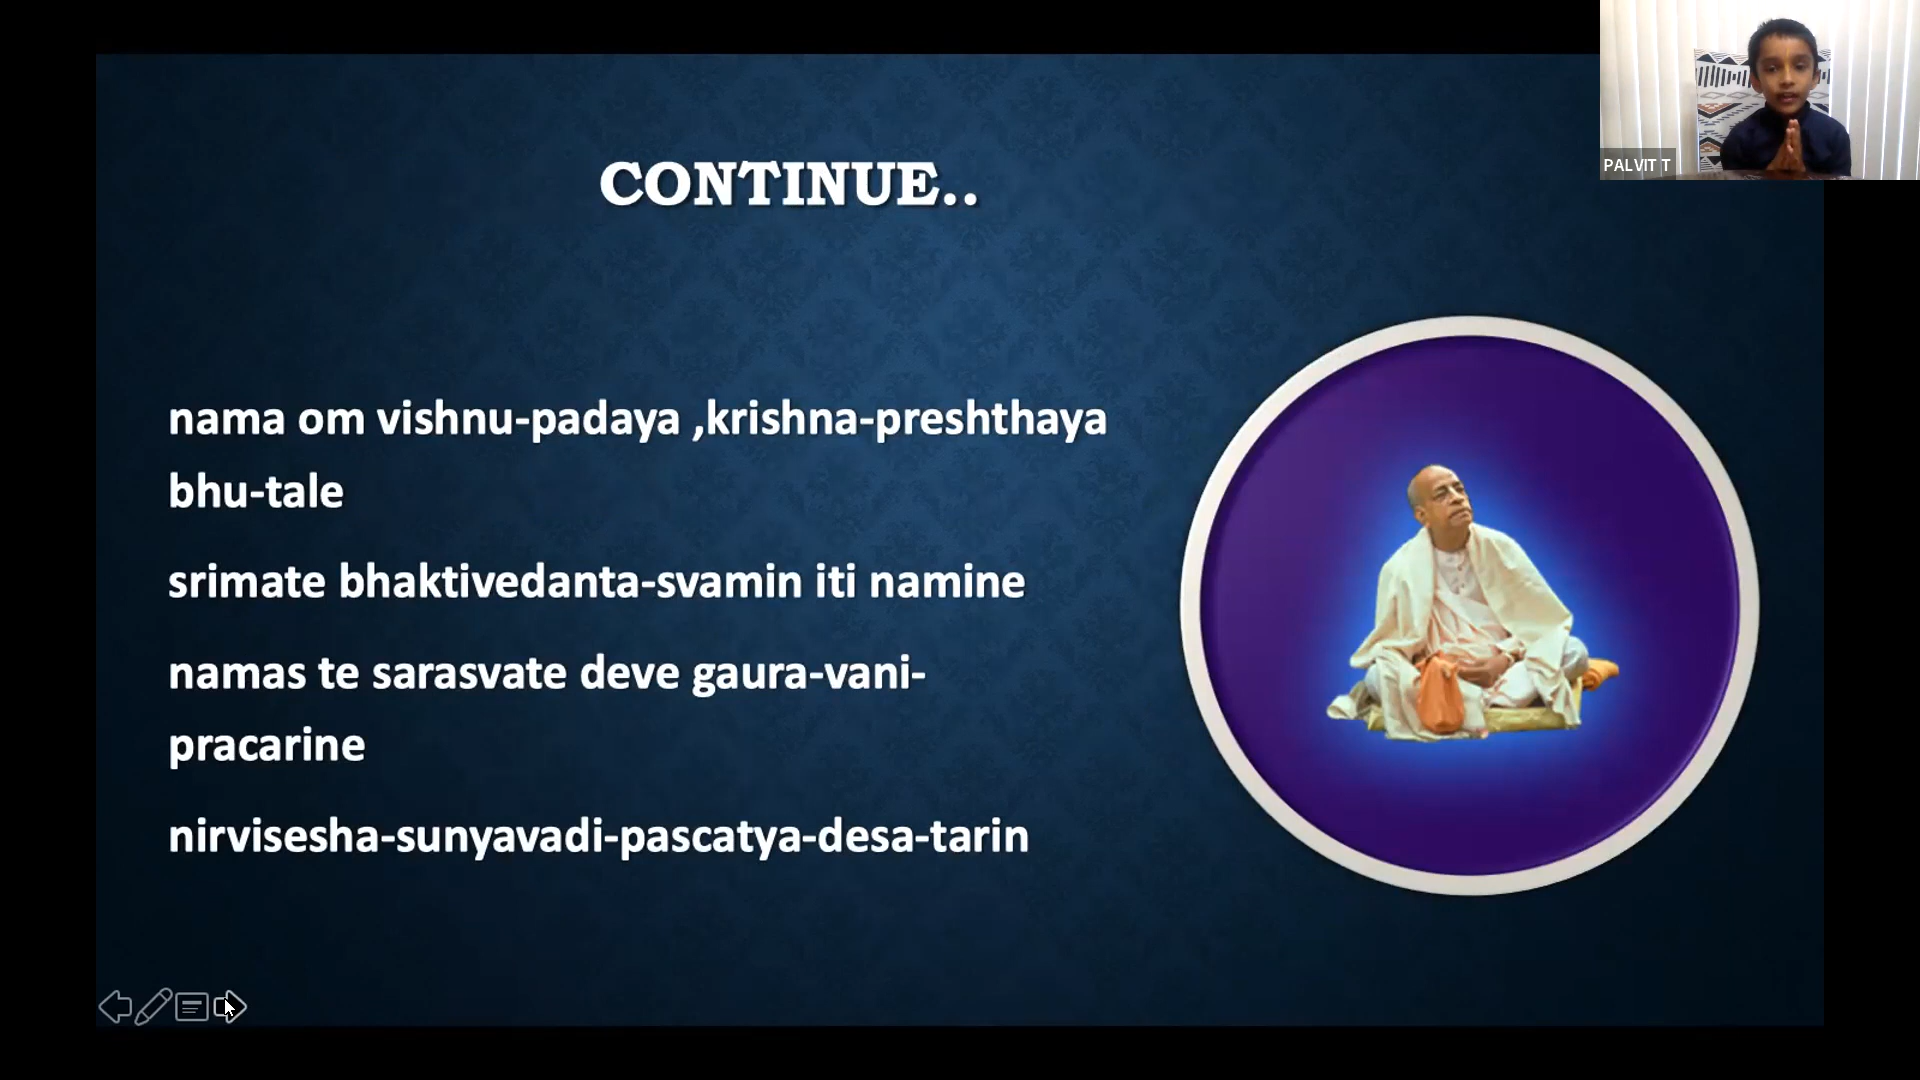 CONTINUE..
PALVIT T
nama om vishnu-padaya ,krishna-preshthaya
bhu-tale
srimate bhaktivedanta-svamin iti namine
namas te sarasvate deve gaura-vani-
pracarine
nirvisesha-sunyavadi-pascatya-desa-tarin